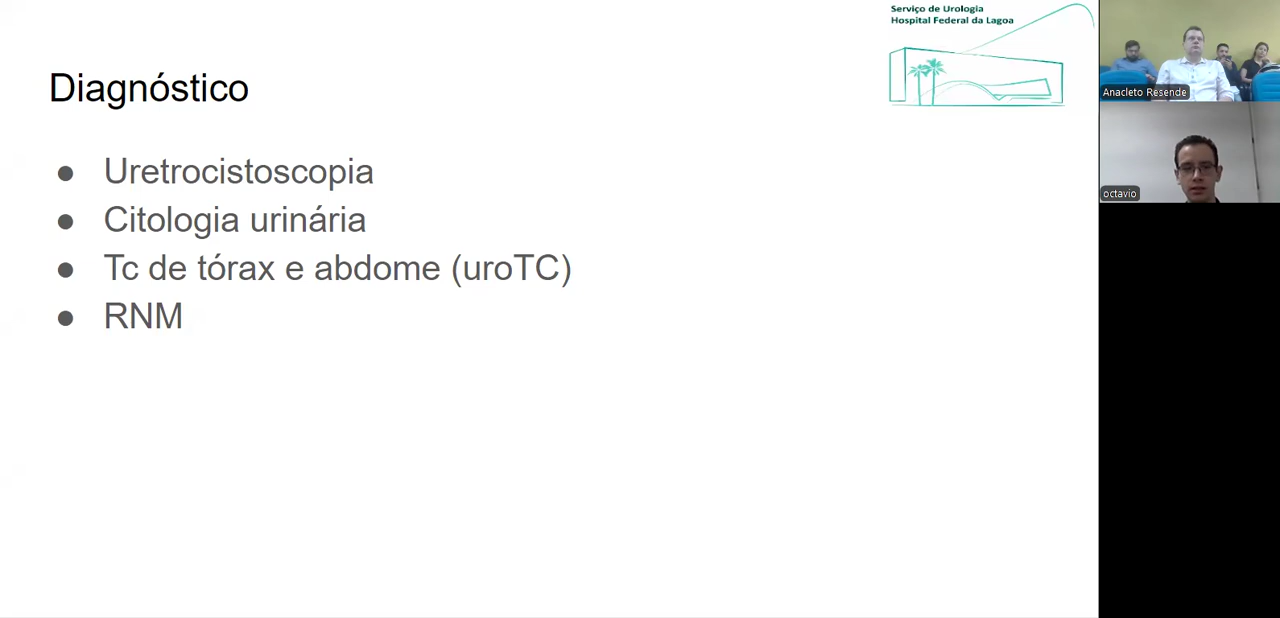 Serviço de Urologia
Hospital Federal da Lagoa
Diagnóstico
● Uretrocistoscopia
● Citologia urinária
● Tc de tórax e abdome (uroTC)
● RNM
Anacleto Resende
octavio